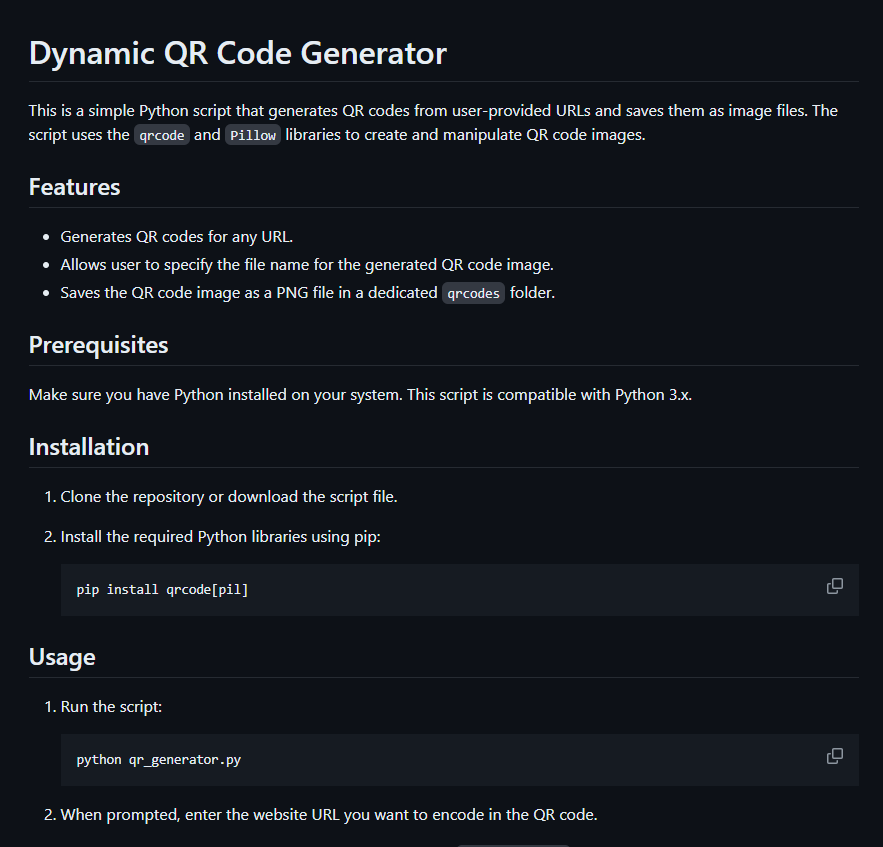 Dynamic QR Code Generator
This is a simple Python script that generates QR codes from user-provided URLs and saves them as image files. The
script uses the qrcode and Pillow libraries to create and manipulate QR code images.
Features
• Generates QR codes for any URL.
• Allows user to specify the file name for the generated QR code image.
• Saves the QR code image as a PNG file in a dedicated qrcodes folder.
Prerequisites
Make sure you have Python installed on your system. This script is compatible with Python 3.x.
Installation
1. Clone the repository or download the script file.
2. Install the required Python libraries using pip:
pip install qrcode[pil]
Usage
1. Run the script:
python qr_generator.py
2. When prompted, enter the website URL you want to encode in the QR code.